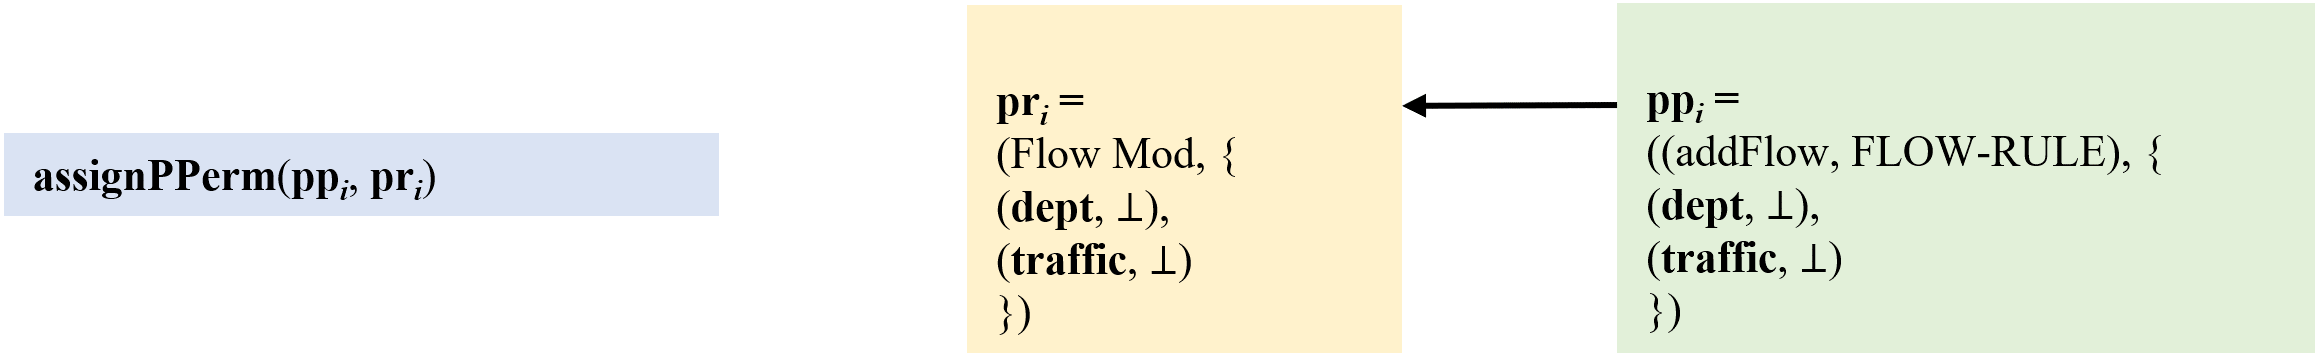 assignPPerm(ppᵢ, prᵢ)
prᵢ =
(Flow Mod, {
(dept, ⊥),
(traffic, ⊥)
})
ppᵢ =
((addFlow, FLOW-RULE), {
(dept, ⊥),
(traffic, ⊥)
})